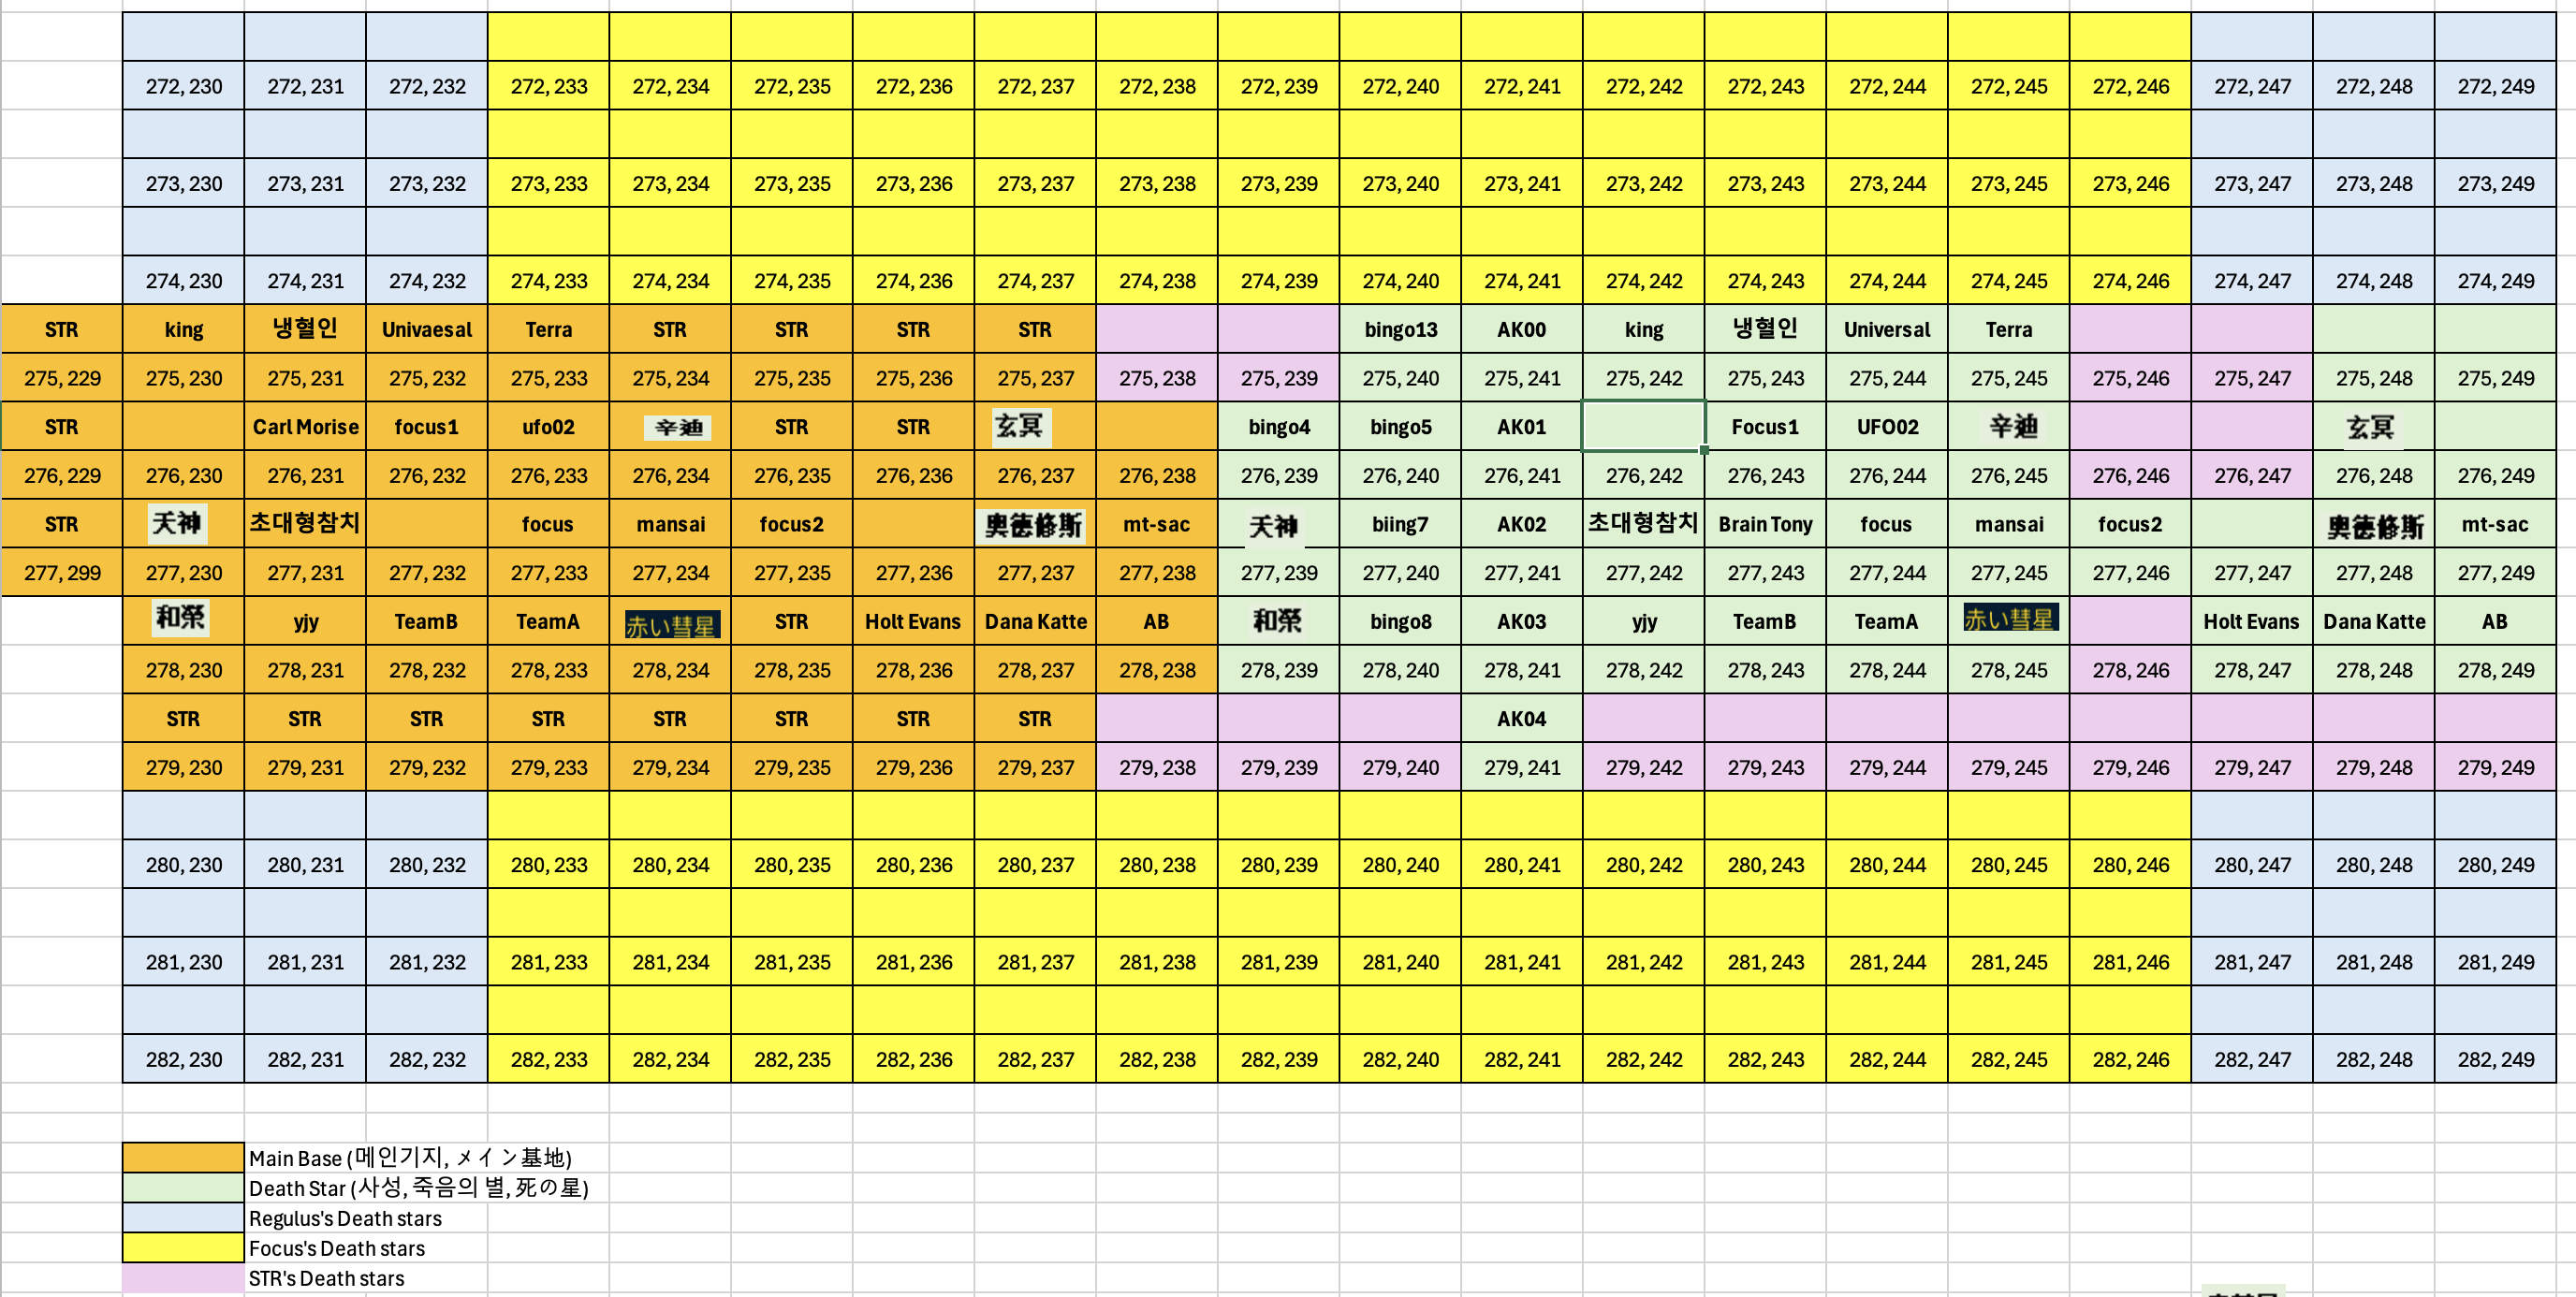 272, 230 272, 231 272, 232 272, 233 272, 234 272, 235 272, 236 272, 237 272, 238 272, 239 272, 240 272, 241 272, 242 272, 243 272, 244 272, 245 272, 246 272, 247 272, 248 272, 249
273, 230 273, 231 273, 232 273, 233 273, 234 273, 235 273, 236 273, 237 273, 238 273, 239 273, 240 273, 241 273, 242 273, 243 273, 244 273, 245 273, 246 273, 247 273, 248 273, 249
274, 230 274, 231 274, 232 274, 233 274, 234 274, 235 274, 236 274, 237 274, 238 274, 239 274, 240 274, 241 274, 242 274, 243 274, 244 274, 245 274, 246 274, 247 274, 248 274, 249
STR king 냉혈인 Univaesal Terra STR STR STR STR bingo13 AK00 king 냉혈인 Universal Terra
275, 229 275, 230 275, 231 275, 232 275, 233 275, 234 275, 235 275, 236 275, 237 275, 238 275, 239 275, 240 275, 241 275, 242 275, 243 275, 244 275, 245 275, 246 275, 247 275, 248 275, 249
STR Carl Morise focus1 ufo02 辛迪 STR STR 玄冥 bingo4 bingo5 AK01 Focus1 UFO02 辛迪 玄冥
276, 229 276, 230 276, 231 276, 232 276, 233 276, 234 276, 235 276, 236 276, 237 276, 238 276, 239 276, 240 276, 241 276, 242 276, 243 276, 244 276, 245 276, 246 276, 247 276, 248 276, 249
STR 天神 초대형참치 focus mansai focus2 奥德修斯 mt-sac 天神 biing7 AK02 초대형참치 Brain Tony focus mansai focus2 奥德修斯 mt-sac
277, 299 277, 230 277, 231 277, 232 277, 233 277, 234 277, 235 277, 236 277, 237 277, 238 277, 239 277, 240 277, 241 277, 242 277, 243 277, 244 277, 245 277, 246 277, 247 277, 248 277, 249
和榮 yjy TeamB TeamA 赤い彗星 STR Holt Evans Dana Katte AB 和榮 bingo8 AK03 yjy TeamB TeamA 赤い彗星 Holt Evans Dana Katte AB
278, 230 278, 231 278, 232 278, 233 278, 234 278, 235 278, 236 278, 237 278, 238 278, 239 278, 240 278, 241 278, 242 278, 243 278, 244 278, 245 278, 246 278, 247 278, 248 278, 249
STR STR STR STR STR STR STR STR AK04
279, 230 279, 231 279, 232 279, 233 279, 234 279, 235 279, 236 279, 237 279, 238 279, 239 279, 240 279, 241 279, 242 279, 243 279, 244 279, 245 279, 246 279, 247 279, 248 279, 249
280, 230 280, 231 280, 232 280, 233 280, 234 280, 235 280, 236 280, 237 280, 238 280, 239 280, 240 280, 241 280, 242 280, 243 280, 244 280, 245 280, 246 280, 247 280, 248 280, 249
281, 230 281, 231 281, 232 281, 233 281, 234 281, 235 281, 236 281, 237 281, 238 281, 239 281, 240 281, 241 281, 242 281, 243 281, 244 281, 245 281, 246 281, 247 281, 248 281, 249
282, 230 282, 231 282, 232 282, 233 282, 234 282, 235 282, 236 282, 237 282, 238 282, 239 282, 240 282, 241 282, 242 282, 243 282, 244 282, 245 282, 246 282, 247 282, 248 282, 249
Main Base (메인기지, メイン基地)
Death Star (사성, 죽음의 별, 死の星)
Regulus's Death stars
Focus's Death stars
STR's Death stars